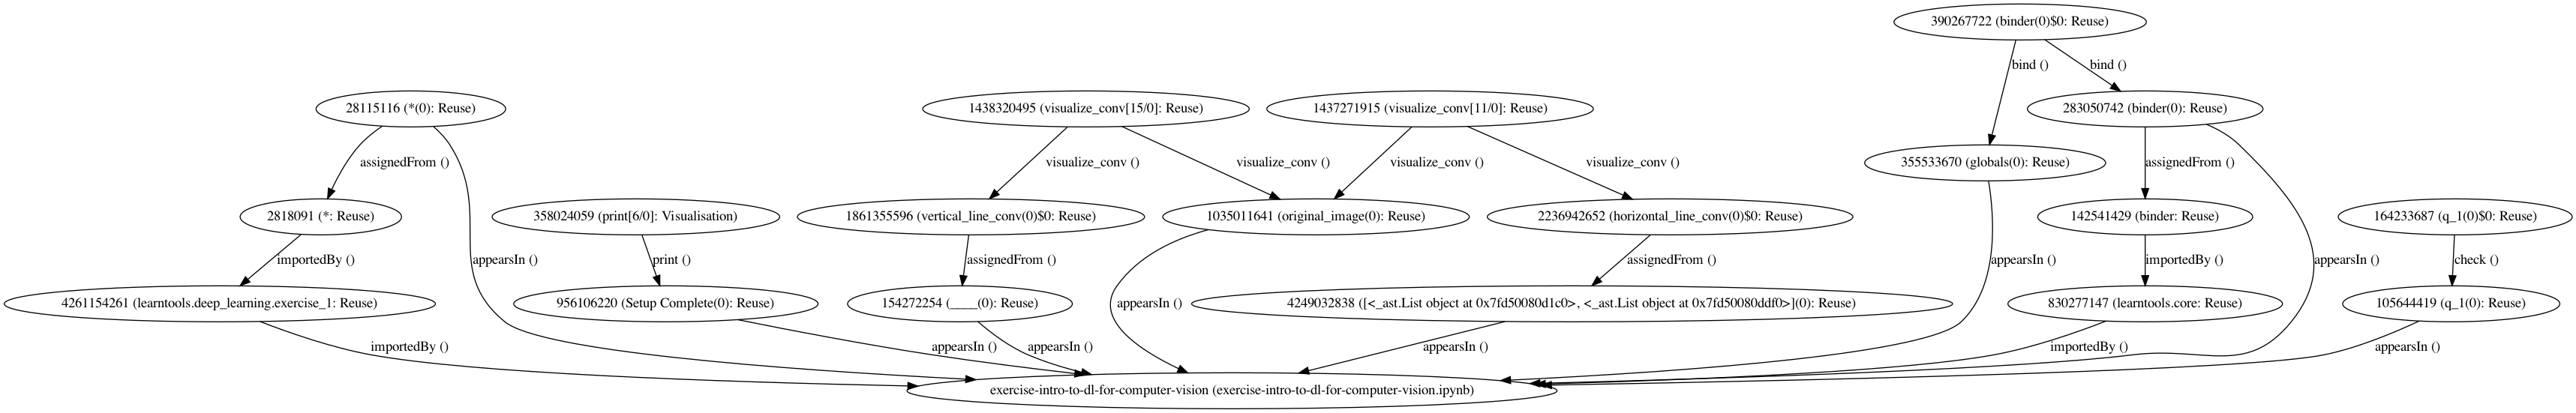 390267722 (binder(0)$0: Reuse)
bind ()
bind ()
28115116 (*(0): Reuse)
1438320495 (visualize_conv[15/0]: Reuse)
1437271915 (visualize_conv[11/0]: Reuse)
283050742 (binder(0): Reuse)
assignedFrom ()
visualize_conv ()
visualize_conv ()
visualize_conv ()
visualize_conv ()
355533670 (globals(0): Reuse)
assignedFrom ()
2818091 (*: Reuse)
358024059 (print[6/0]: Visualisation)
1861355596 (vertical_line_conv(0)$0: Reuse)
1035011641 (original_image(0): Reuse)
2236942652 (horizontal_line_conv(0)$0: Reuse)
142541429 (binder: Reuse)
164233687 (q_1(0)$0: Reuse)
importedBy ()
appearsIn ()
print ()
assignedFrom ()
assignedFrom ()
appearsIn ()
importedBy ()
appearsIn ()
check ()
4261154261 (learntools.deep_learning.exercise_1: Reuse)
956106220 (Setup Complete(0): Reuse)
154272254 (____(0): Reuse)
appearsIn ()
4249032838 ([<_ast.List object at 0x7fd50080d1c0>, <_ast.List object at 0x7fd50080ddf0>](0): Reuse)
830277147 (learntools.core: Reuse)
105644419 (q_1(0): Reuse)
importedBy ()
appearsIn ()
appearsIn ()
appearsIn ()
importedBy ()
appearsIn ()
exercise-intro-to-dl-for-computer-vision (exercise-intro-to-dl-for-computer-vision.ipynb)